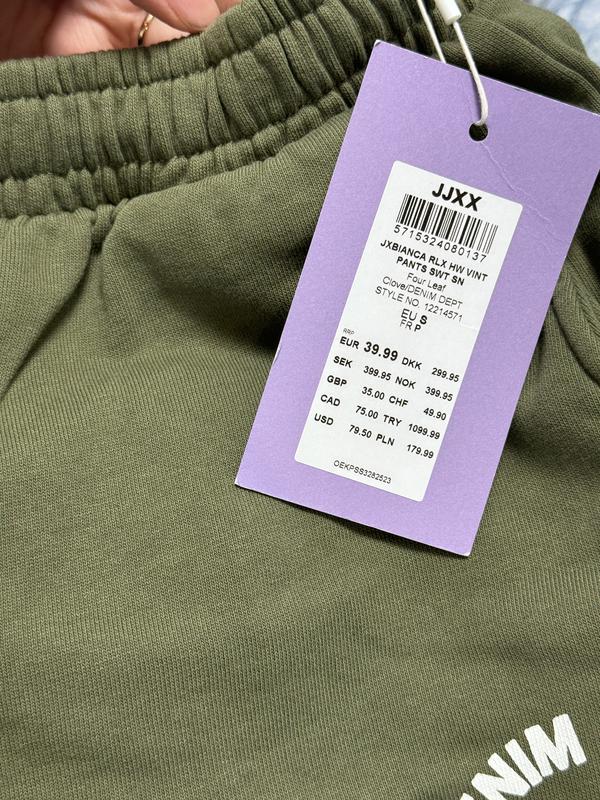 JJXX
5715324080137
JXBIANCA RLX HW VINT
PANTS SWT SN
Four Leaf
Clove/DENIM DEPT
STYLE NO. 12214571
EU S
FR P
RRP
EUR 39.99 DKK 299.95
SEK 399.95 NOK 399.95
GBP 35.00 CHF 49.90
CAD 75.00 TRY 1099.99
USD 79.50 PLN 179.99
OEKPSS3282523
NIM